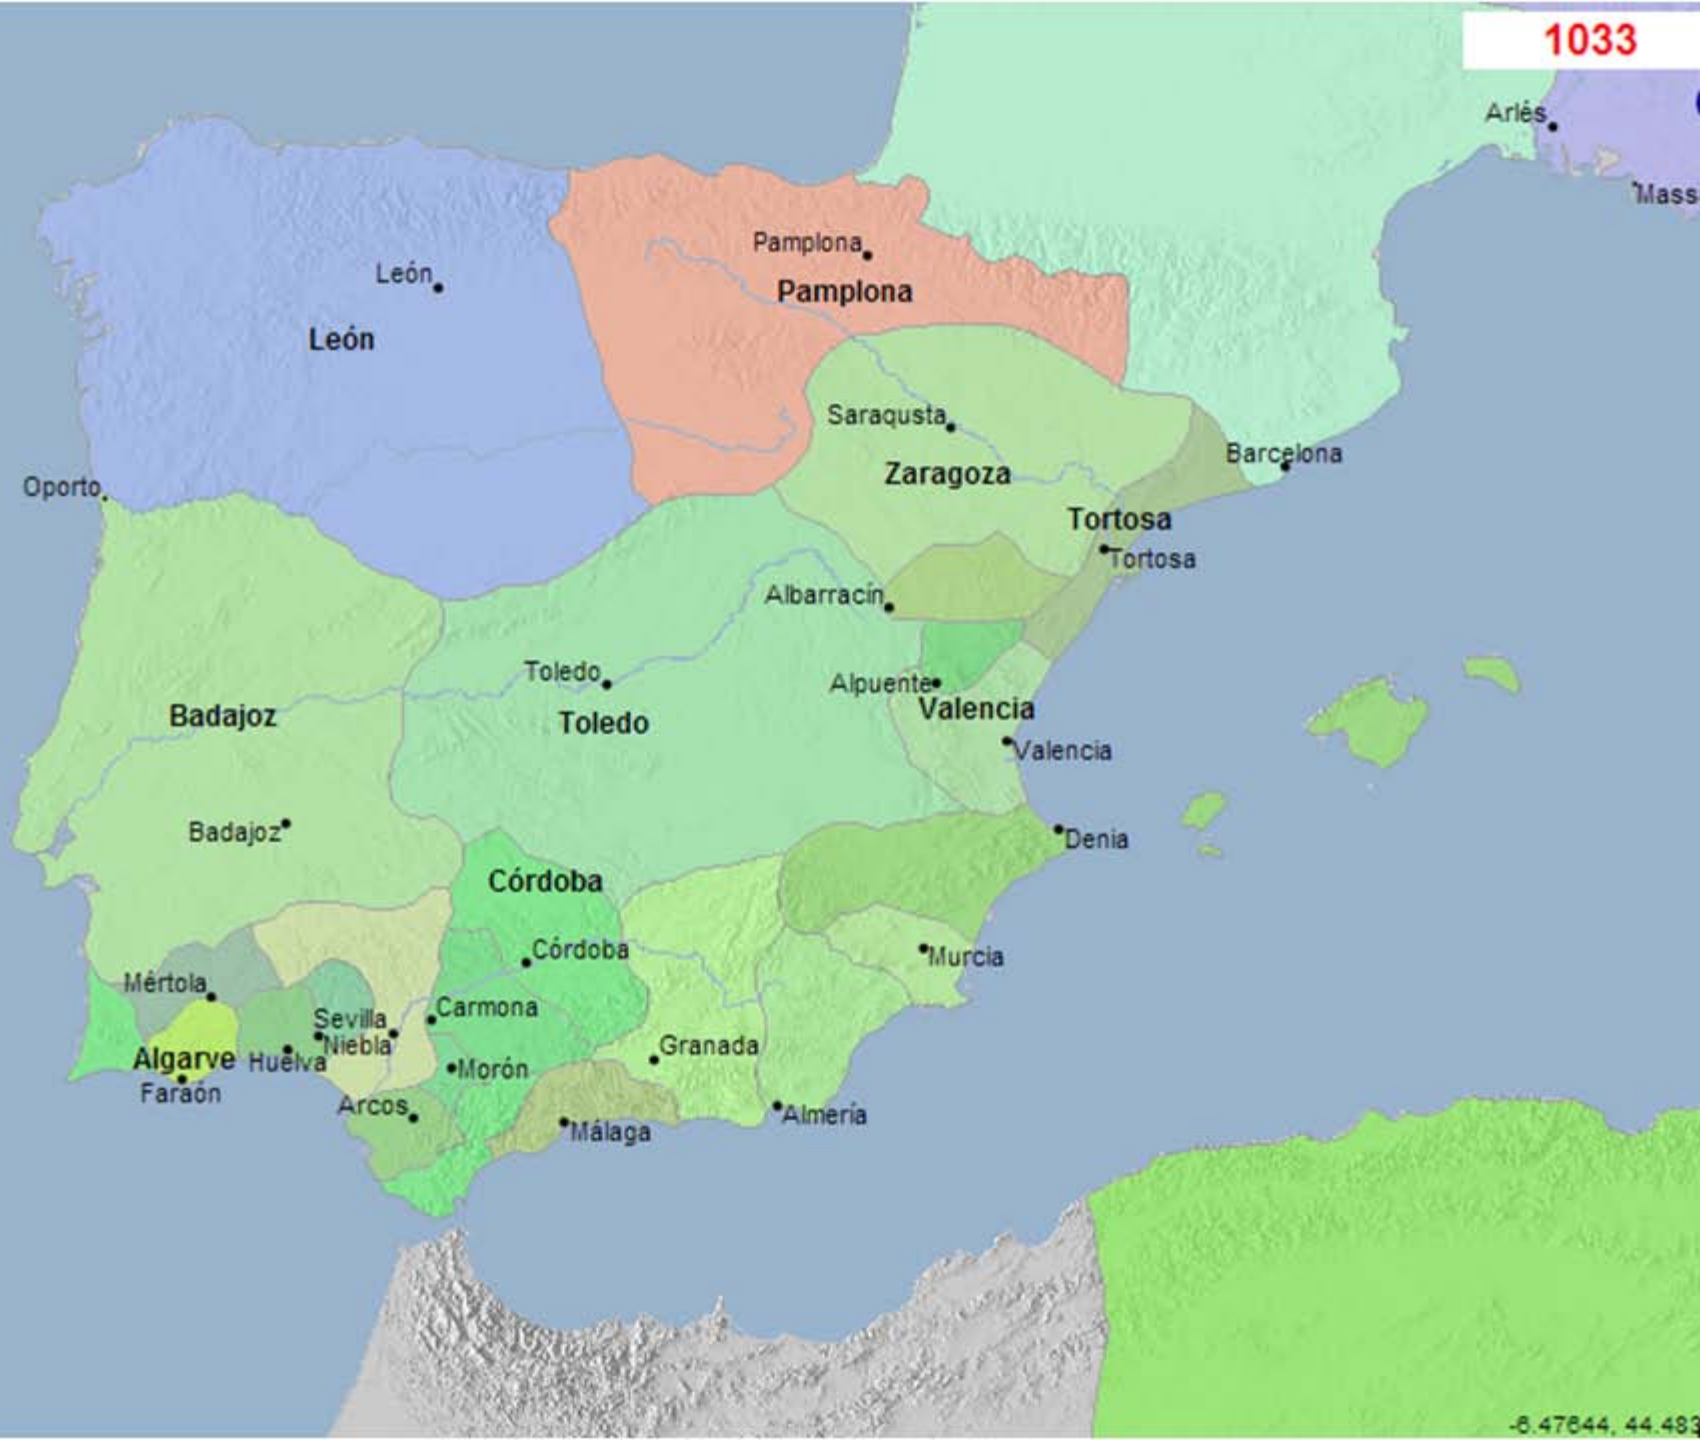 1033
Arlés
Mass
Pamplona
Pamplona
León
León
Saraqusta
Zaragoza
Barcelona
Oporto
Tortosa
Tortosa
Albarracín
Toledo
Toledo
Alpuente
Valencia
Valencia
Badajoz
Badajoz
Denia
Córdoba
Córdoba
Murcia
Mértola
Carmona
Sevilla
Niebla
Huelva
Algarve
Faraón
Granada
Morón
Arcos
Málaga
Almería
-6.47644, 44.483